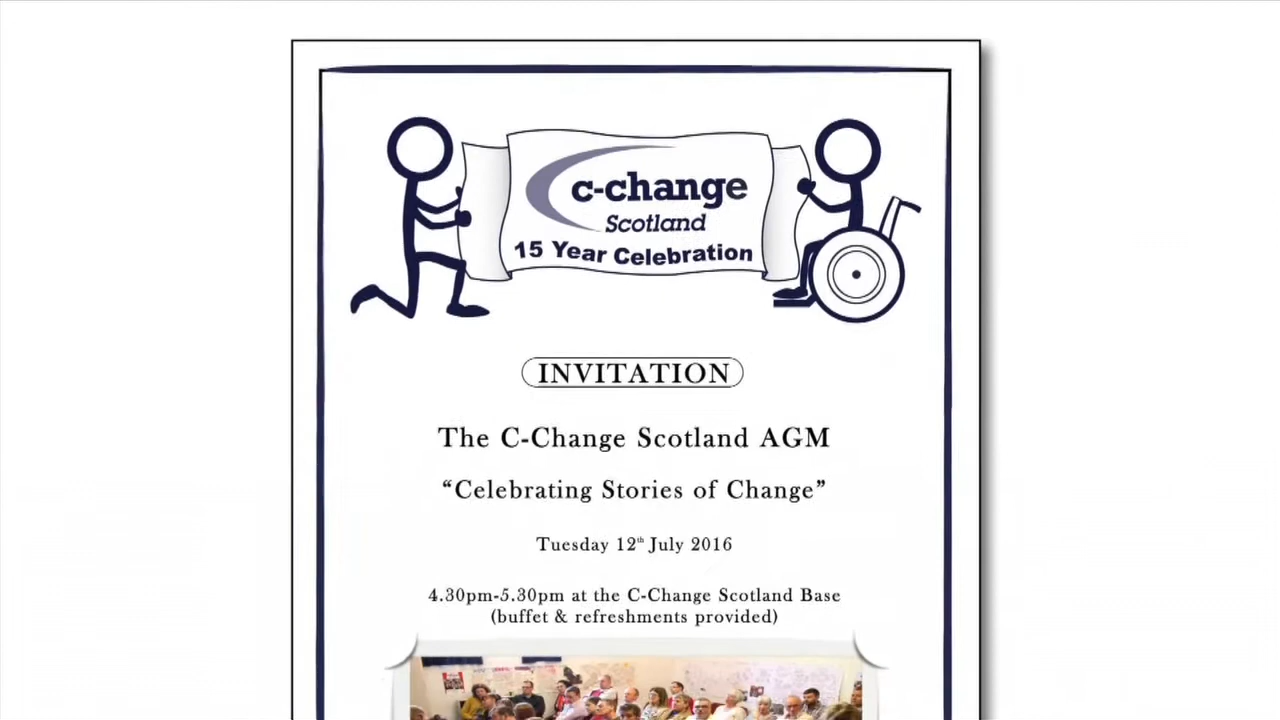 c-change
Scotland
15 Year Celebration
INVITATION
The C-Change Scotland AGM
“Celebrating Stories of Change”
Tuesday 12th July 2016
4.30pm-5.30pm at the C-Change Scotland Base
(buffet & refreshments provided)